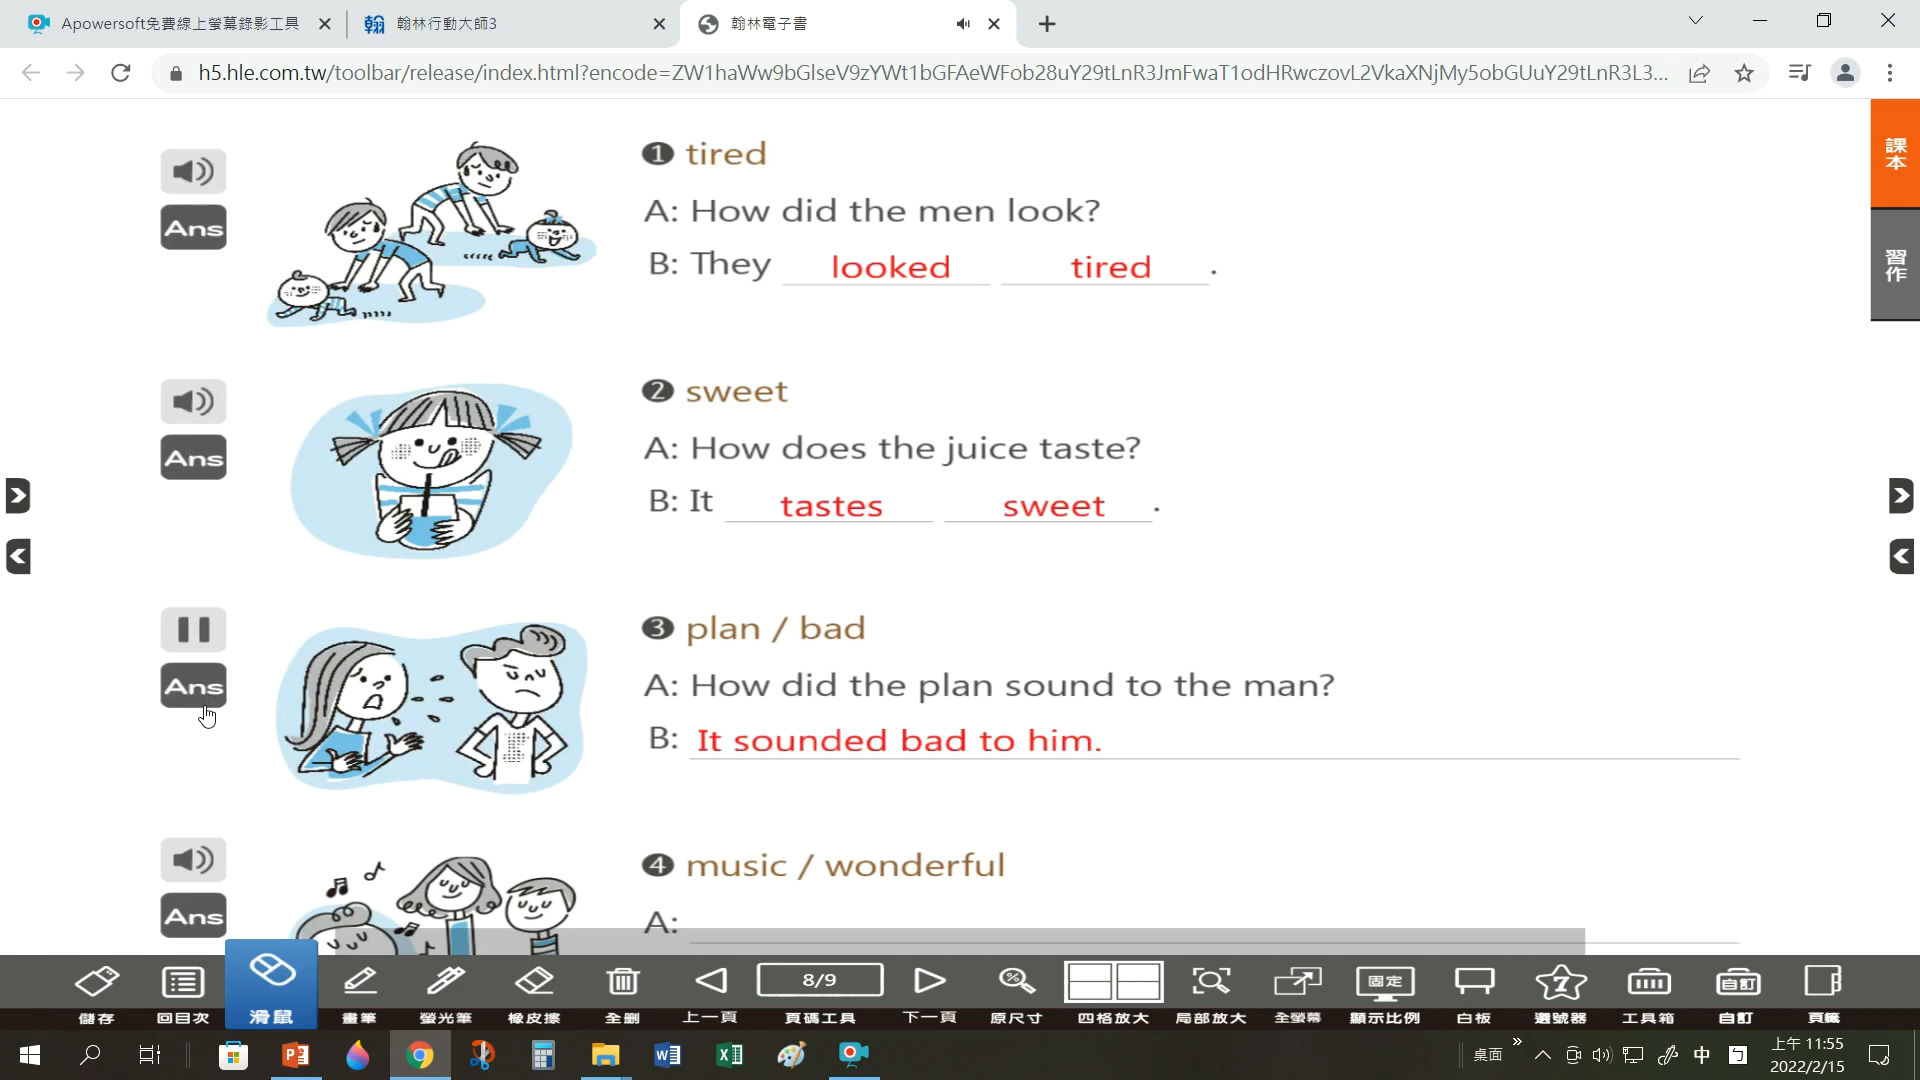 Apowersoft免費線上螢幕錄影工具
翰 翰林行動大師3
翰林電子書
h5.hle.com.tw/toolbar/release/index.html?encode=ZW1haWw9bGlseV9zYWt1bGFAeWFob28uY29tLnR3JmFwaT1odHRwczovL2VkaXNjMy5obGUuY29tLnR3L3...
課本
習作
Ans
1 tired
A: How did the men look?
B: They looked tired.
Ans
2 sweet
A: How does the juice taste?
B: It tastes sweet.
Ans
3 plan / bad
A: How did the plan sound to the man?
B: It sounded bad to him.
Ans
4 music / wonderful
A:
8/9 固定 7 自訂
儲存 回目次 滑鼠 畫筆 螢光筆 橡皮擦 全刪 上一頁 頁碼工具 下一頁 原尺寸 四格放大 局部放大 全螢幕 顯示比例 白板 選號器 工具箱 自訂 頁籤
桌面 » 中 ㄅ
上午 11:55
2022/2/15